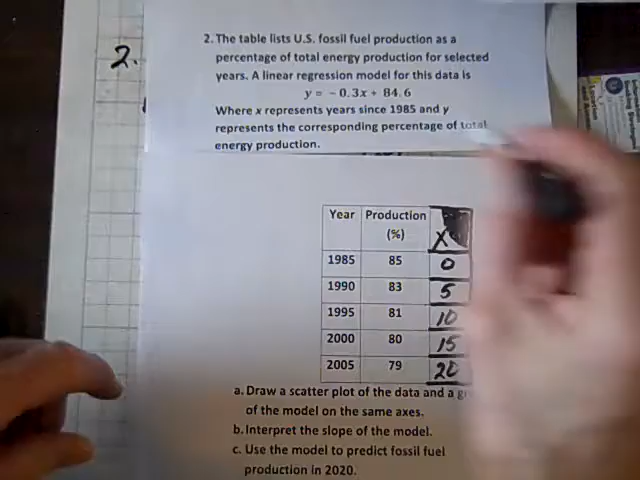 2.
2. The table lists U.S. fossil fuel production as a
percentage of total energy production for selected
years. A linear regression model for this data is
y = - 0.3x + 84.6
Where x represents years since 1985 and y
represents the corresponding percentage of total
energy production.
Year Production (%) X
1985 85 0
1990 83 5
1995 81 10
2000 80 15
2005 79 20
a. Draw a scatter plot of the data and a
of the model on the same axes.
b. Interpret the slope of the model.
c. Use the model to predict fossil fuel
production in 2020.
Location